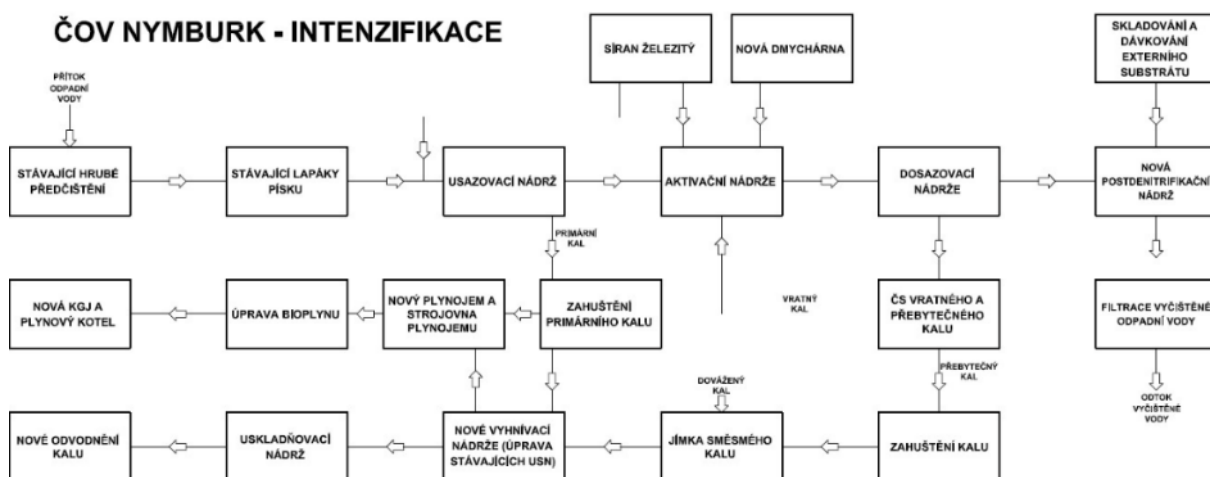 ČOV NYMBURK - INTENZIFIKACE
SÍRAN ŽELEZITÝ
NOVÁ DMYCHÁRNA
SKLADOVÁNÍ A
DÁVKOVÁNÍ
EXTERNÍHO
SUBSTRÁTU
PŘÍTOK
ODPADNÍ
VODY
STÁVAJÍCÍ HRUBÉ
PŘEDČIŠTĚNÍ
STÁVAJÍCÍ LAPÁKY
PÍSKU
USAZOVACÍ NÁDRŽ
AKTIVAČNÍ NÁDRŽE
DOSAZOVACÍ
NÁDRŽE
NOVÁ
POSTDENITRIFIKAČNÍ
NÁDRŽ
PRIMÁRNÍ
KAL
NOVÁ KGJ A
PLYNOVÝ KOTEL
ÚPRAVA BIOPLYNU
NOVÝ PLYNOJEM A
STROJOVNA
PLYNOJEMU
ZAHUŠTĚNÍ
PRIMÁRNÍHO KALU
VRATNÝ
KAL
ČS VRATNÉHO A
PŘEBYTEČNÉHO
KALU
FILTRACE VYČIŠTĚNÉ
ODPADNÍ VODY
DOVÁŽENÝ
KAL
PŘEBYTEČNÝ
KAL
ODTOK
VYČIŠTĚNÉ
VODY
NOVÉ ODVODNĚNÍ
KALU
USKLADŇOVACÍ
NÁDRŽ
NOVÉ VYHNÍVACÍ
NÁDRŽE (ÚPRAVA
STÁVAJÍCÍCH USN)
JÍMKA SMĚSMÉHO
KALU
ZAHUŠTĚNÍ KALU